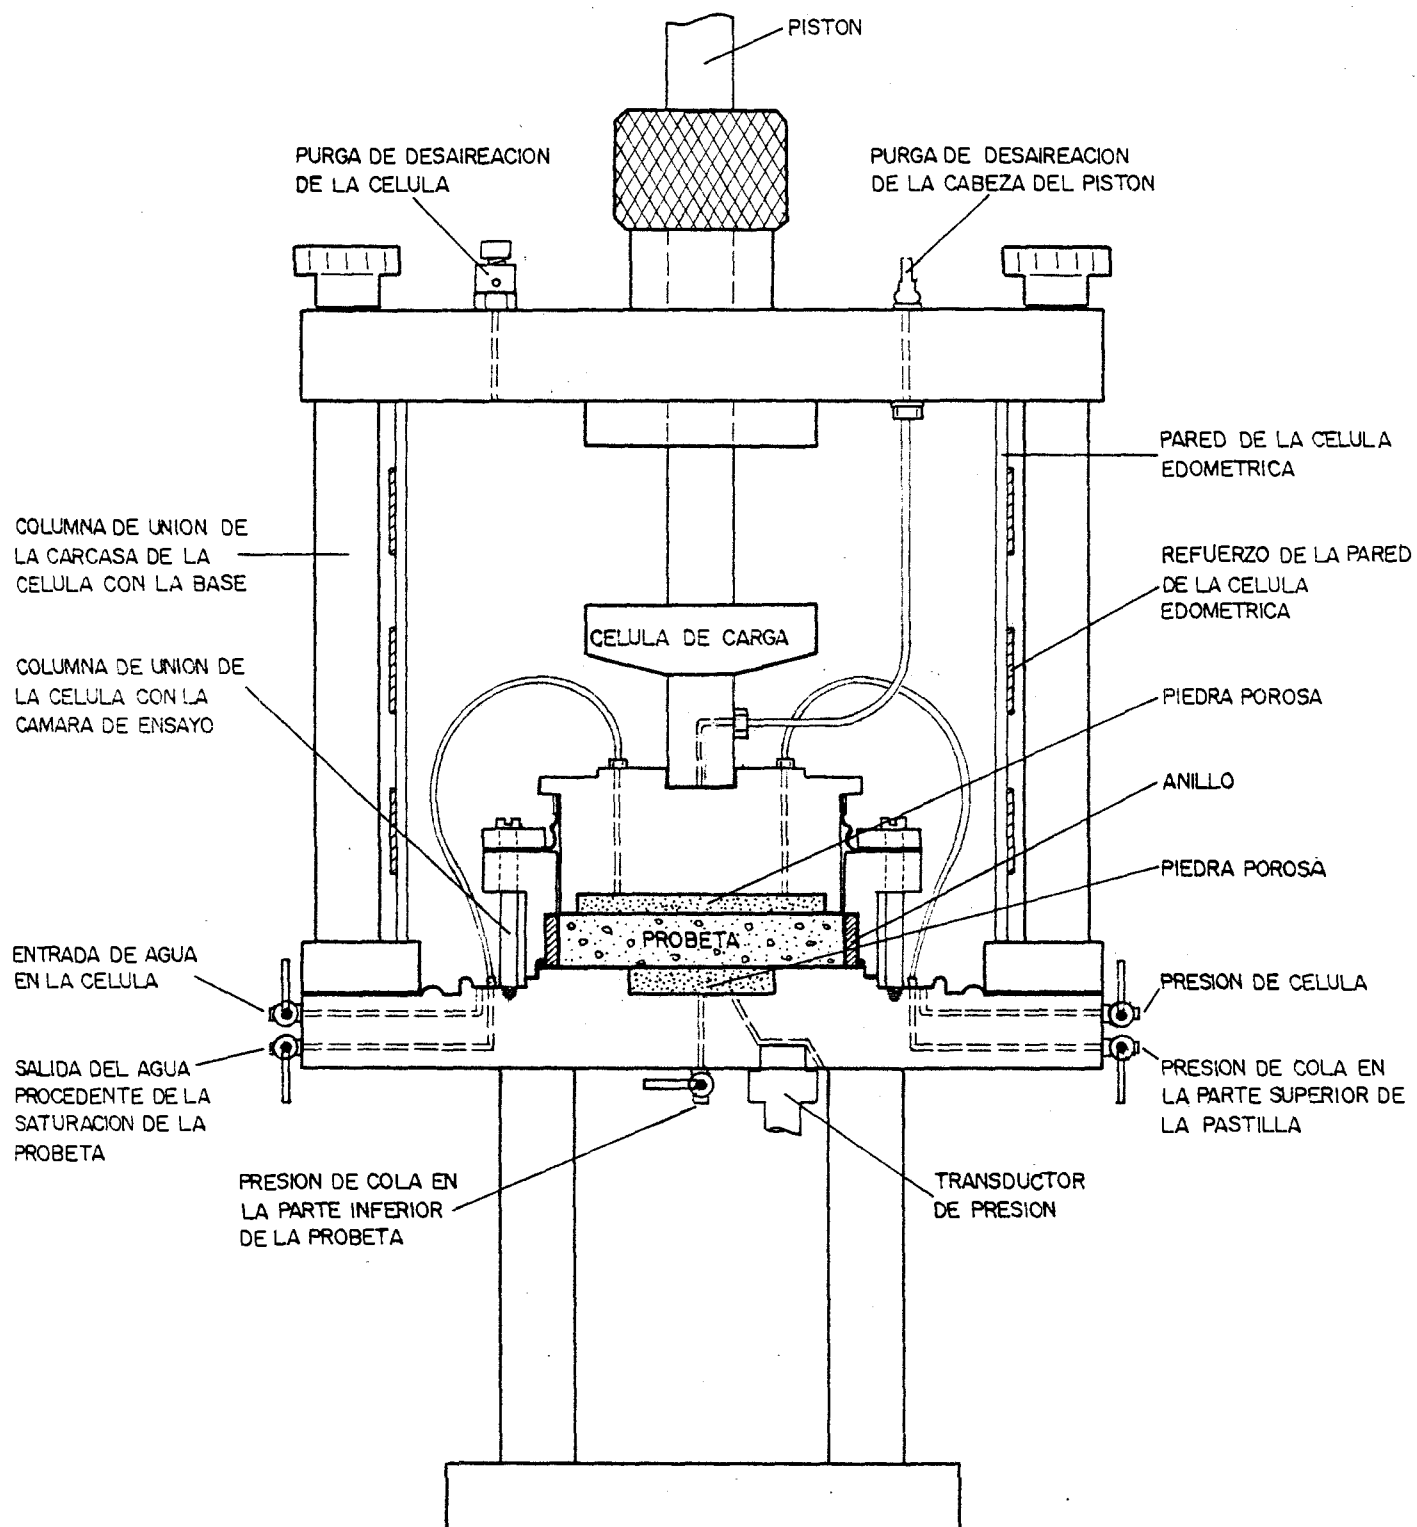 PISTON
PURGA DE DESAIREACION
DE LA CELULA
PURGA DE DESAIREACION
DE LA CABEZA DEL PISTON
PARED DE LA CELULA
EDOMETRICA
COLUMNA DE UNION DE
LA CARCASA DE LA
CELULA CON LA BASE
REFUERZO DE LA PARED
DE LA CELULA
EDOMETRICA
CELULA DE CARGA
COLUMNA DE UNION DE
LA CELULA CON LA
CAMARA DE ENSAYO
PIEDRA POROSA
ANILLO
PIEDRA POROSA
PROBETA
ENTRADA DE AGUA
EN LA CELULA
PRESION DE CELULA
SALIDA DEL AGUA
PROCEDENTE DE LA
SATURACION DE LA
PROBETA
PRESION DE COLA EN
LA PARTE SUPERIOR DE
LA PASTILLA
PRESION DE COLA EN
LA PARTE INFERIOR
DE LA PROBETA
TRANSDUCTOR
DE PRESION